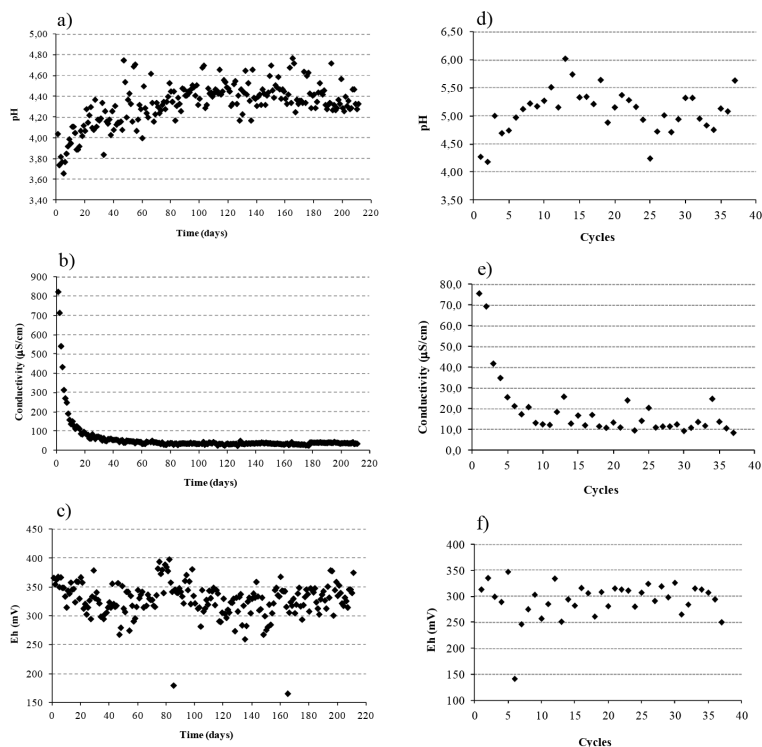 a)
5,00
4,80
4,60
4,40
4,20
4,00
3,80
3,60
3,40
pH
0 20 40 60 80 100 120 140 160 180 200 220
Time (days)
d)
6,50
6,00
5,50
5,00
4,50
4,00
3,50
pH
0 5 10 15 20 25 30 35 40
Cycles
b)
900
800
700
600
500
400
300
200
100
0
Conductivity (µS/cm)
0 20 40 60 80 100 120 140 160 180 200 220
Time (days)
e)
80,0
70,0
60,0
50,0
40,0
30,0
20,0
10,0
0,0
Conductivity (µS/cm)
0 5 10 15 20 25 30 35 40
Cycles
c)
450
400
350
300
250
200
150
Eh (mV)
0 20 40 60 80 100 120 140 160 180 200 220
Time (days)
f)
400
350
300
250
200
150
100
Eh (mV)
0 5 10 15 20 25 30 35 40
Cycles